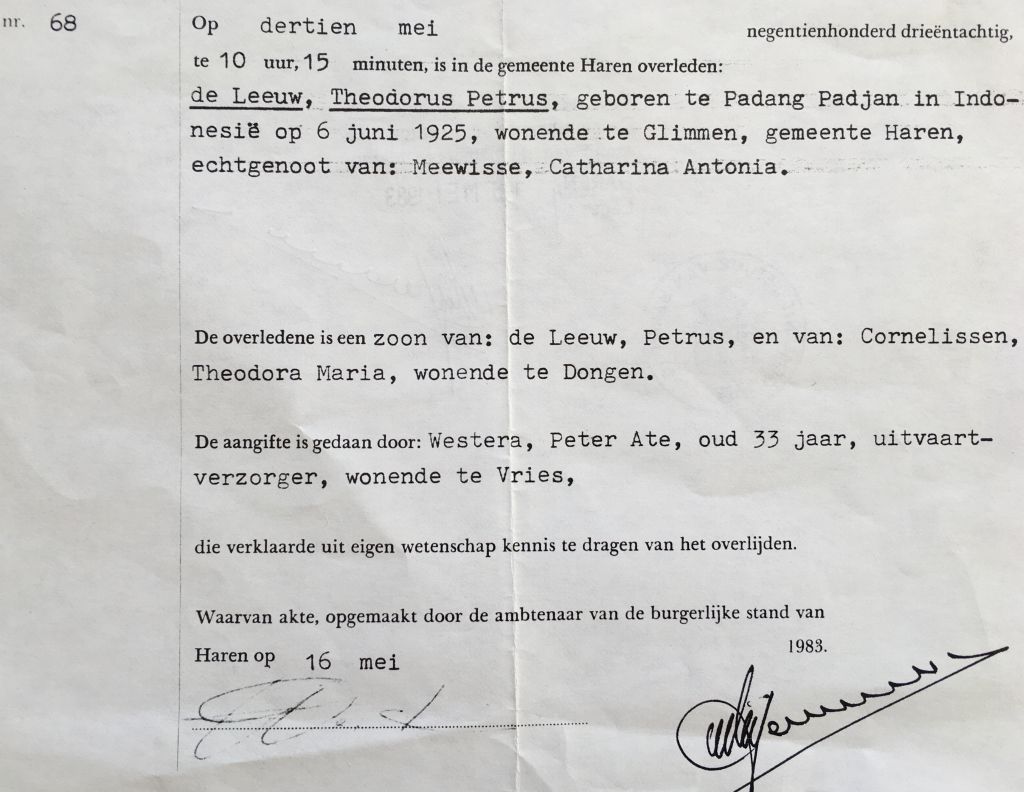 nr. 68 Op dertien mei negentienhonderd drieëntachtig,
te 10 uur, 15 minuten, is in de gemeente Haren overleden:
de Leeuw, Theodorus Petrus, geboren te Padang Padjan in Indo-
nesië op 6 juni 1925, wonende te Glimmen, gemeente Haren,
echtgenoot van: Meewisse, Catharina Antonia.
De overledene is een zoon van: de Leeuw, Petrus, en van: Cornelissen,
Theodora Maria, wonende te Dongen.
De aangifte is gedaan door: Westera, Peter Ate, oud 33 jaar, uitvaart-
verzorger, wonende te Vries,
die verklaarde uit eigen wetenschap kennis te dragen van het overlijden.
Waarvan akte, opgemaakt door de ambtenaar van de burgerlijke stand van
Haren op 16 mei 1983.